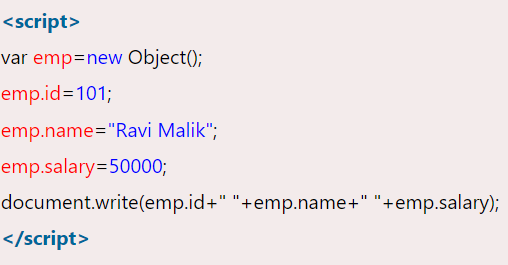 <script>
var emp=new Object();
emp.id=101;
emp.name="Ravi Malik";
emp.salary=50000;
document.write(emp.id+" "+emp.name+" "+emp.salary);
</script>